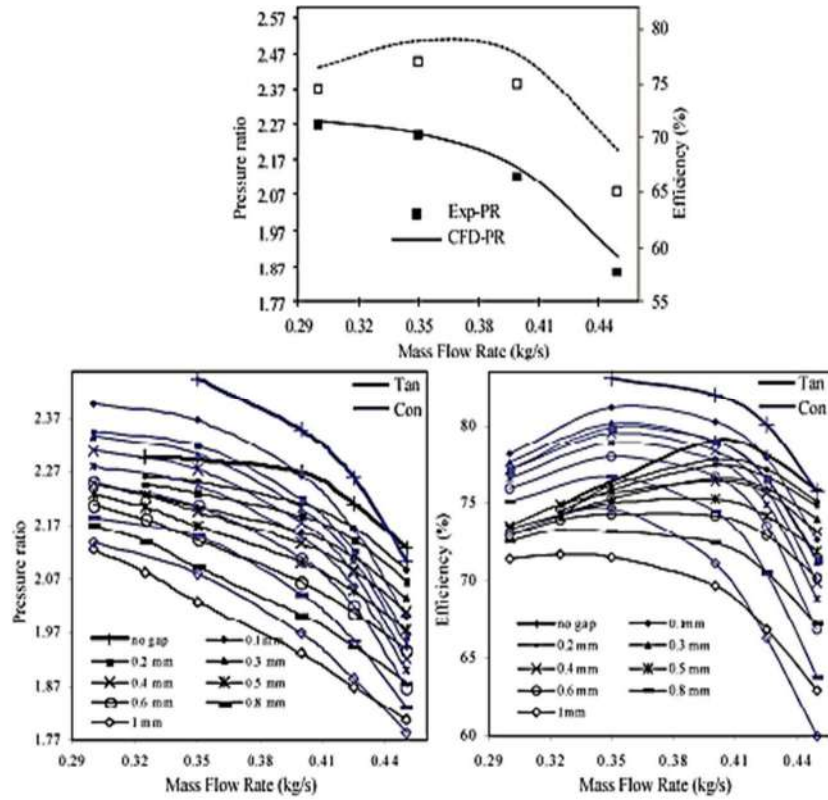 2.57
2.47
2.37
2.27
2.17
2.07
1.97
1.87
1.77
Pressure ratio
80
75
70
65
60
55
Efficiency (%)
Exp-PR
CFD-PR
0.29 0.32 0.35 0.38 0.41 0.44
Mass Flow Rate (kg/s)
2.37
2.27
2.17
2.07
1.97
1.87
1.77
Pressure ratio
Tan
Con
no gap 0.1mm
0.2 mm 0.3 mm
0.4 mm 0.5 mm
0.6 mm 0.8 mm
1 mm
0.29 0.32 0.35 0.38 0.41 0.44
Mass Flow Rate (kg/s)
80
75
70
65
60
Efficiency (%)
Tan
Con
no gap 0.1mm
0.2 mm 0.3 mm
0.4 mm 0.5 mm
0.6 mm 0.8 mm
1mm
0.29 0.32 0.35 0.38 0.41 0.44
Mass Flow Rate (kg/s)